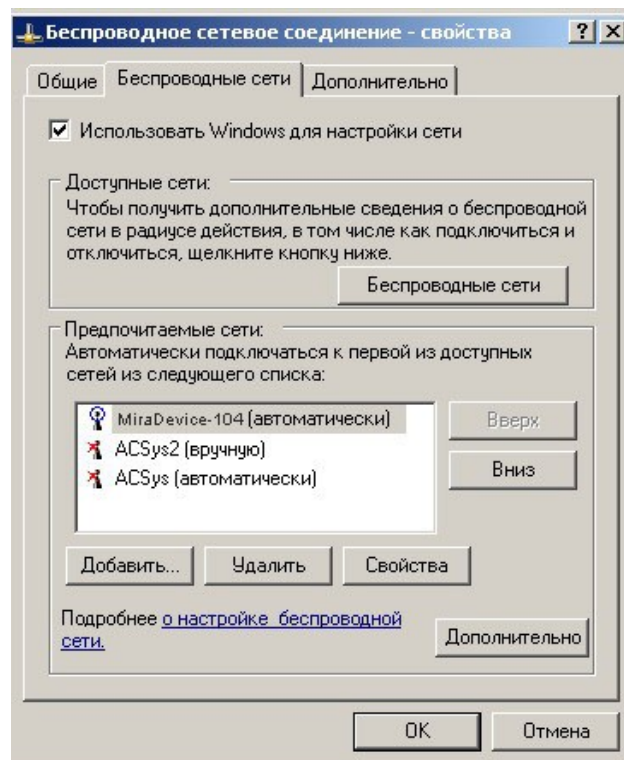 Беспроводное сетевое соединение - свойства
Общие Беспроводные сети Дополнительно
Использовать Windows для настройки сети
Доступные сети:
Чтобы получить дополнительные сведения о беспроводной
сети в радиусе действия, в том числе как подключиться и
отключиться, щелкните кнопку ниже.
Беспроводные сети
Предпочитаемые сети:
Автоматически подключаться к первой из доступных
сетей из следующего списка:
MiraDevice-104 (автоматически)
ACSys2 (вручную)
ACSys (автоматически)
Вверх
Вниз
Добавить... Удалить Свойства
Подробнее о настройке беспроводной
сети.
Дополнительно
OK Отмена